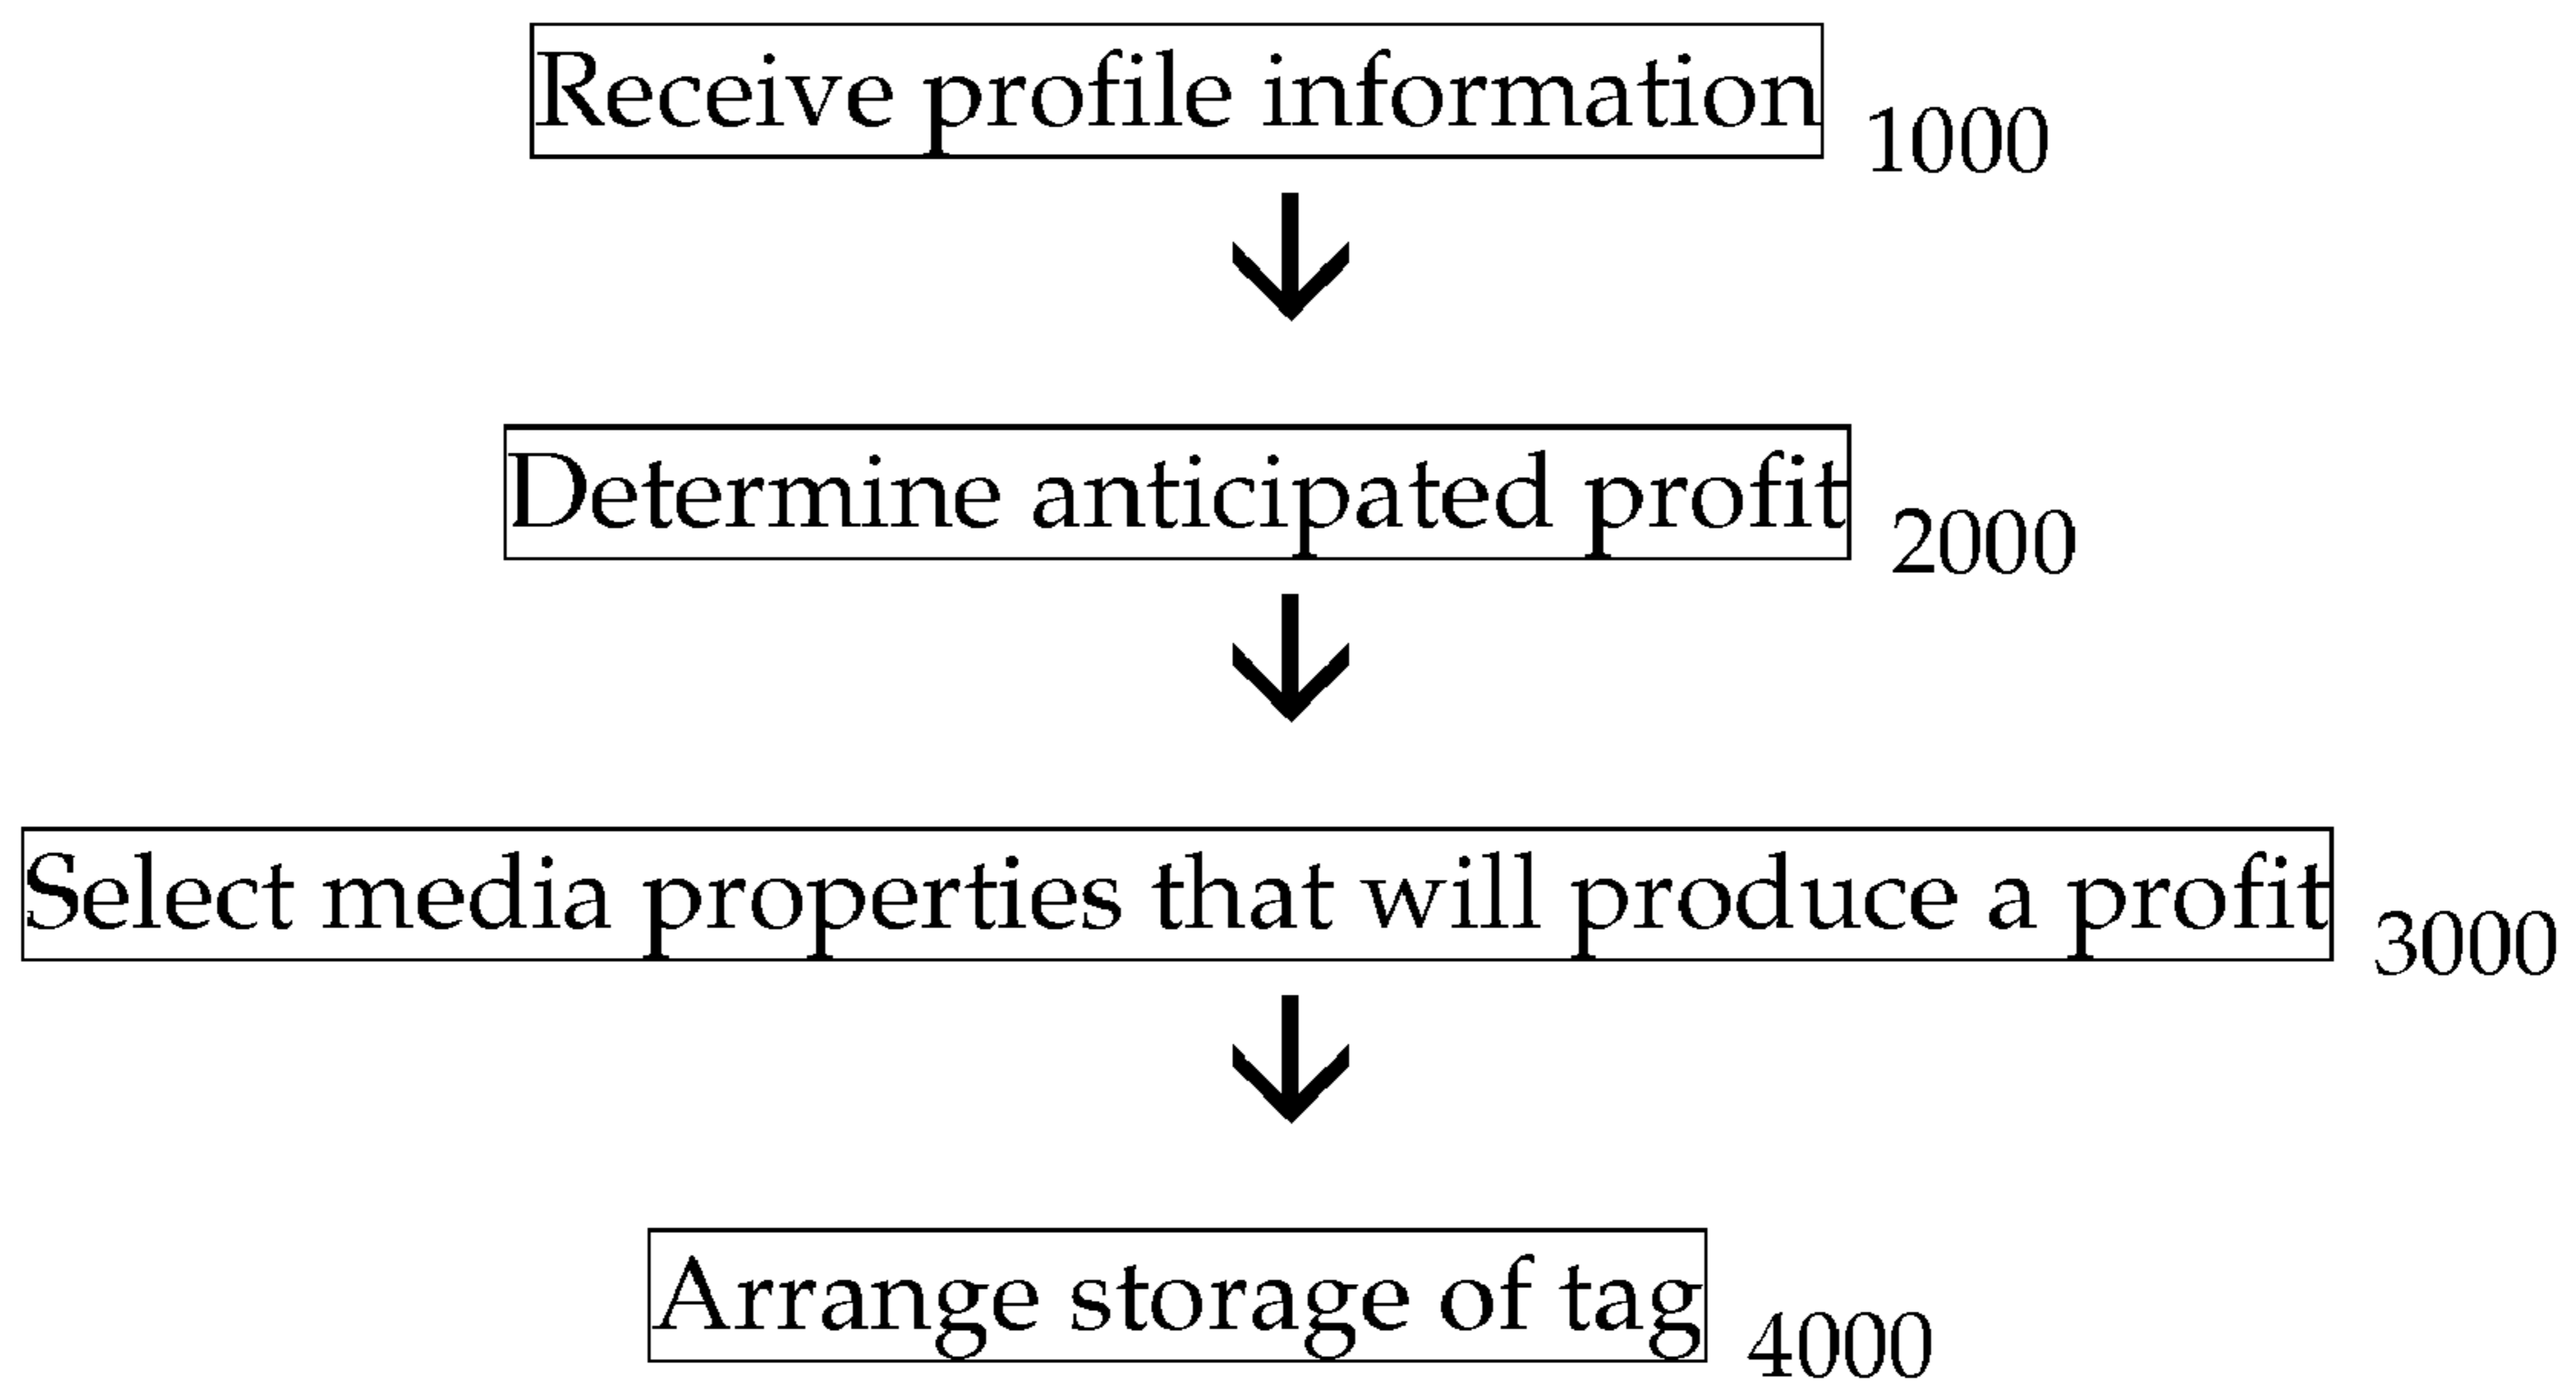 Receive profile information 1000
Determine anticipated profit 2000
Select media properties that will produce a profit 3000
Arrange storage of tag 4000